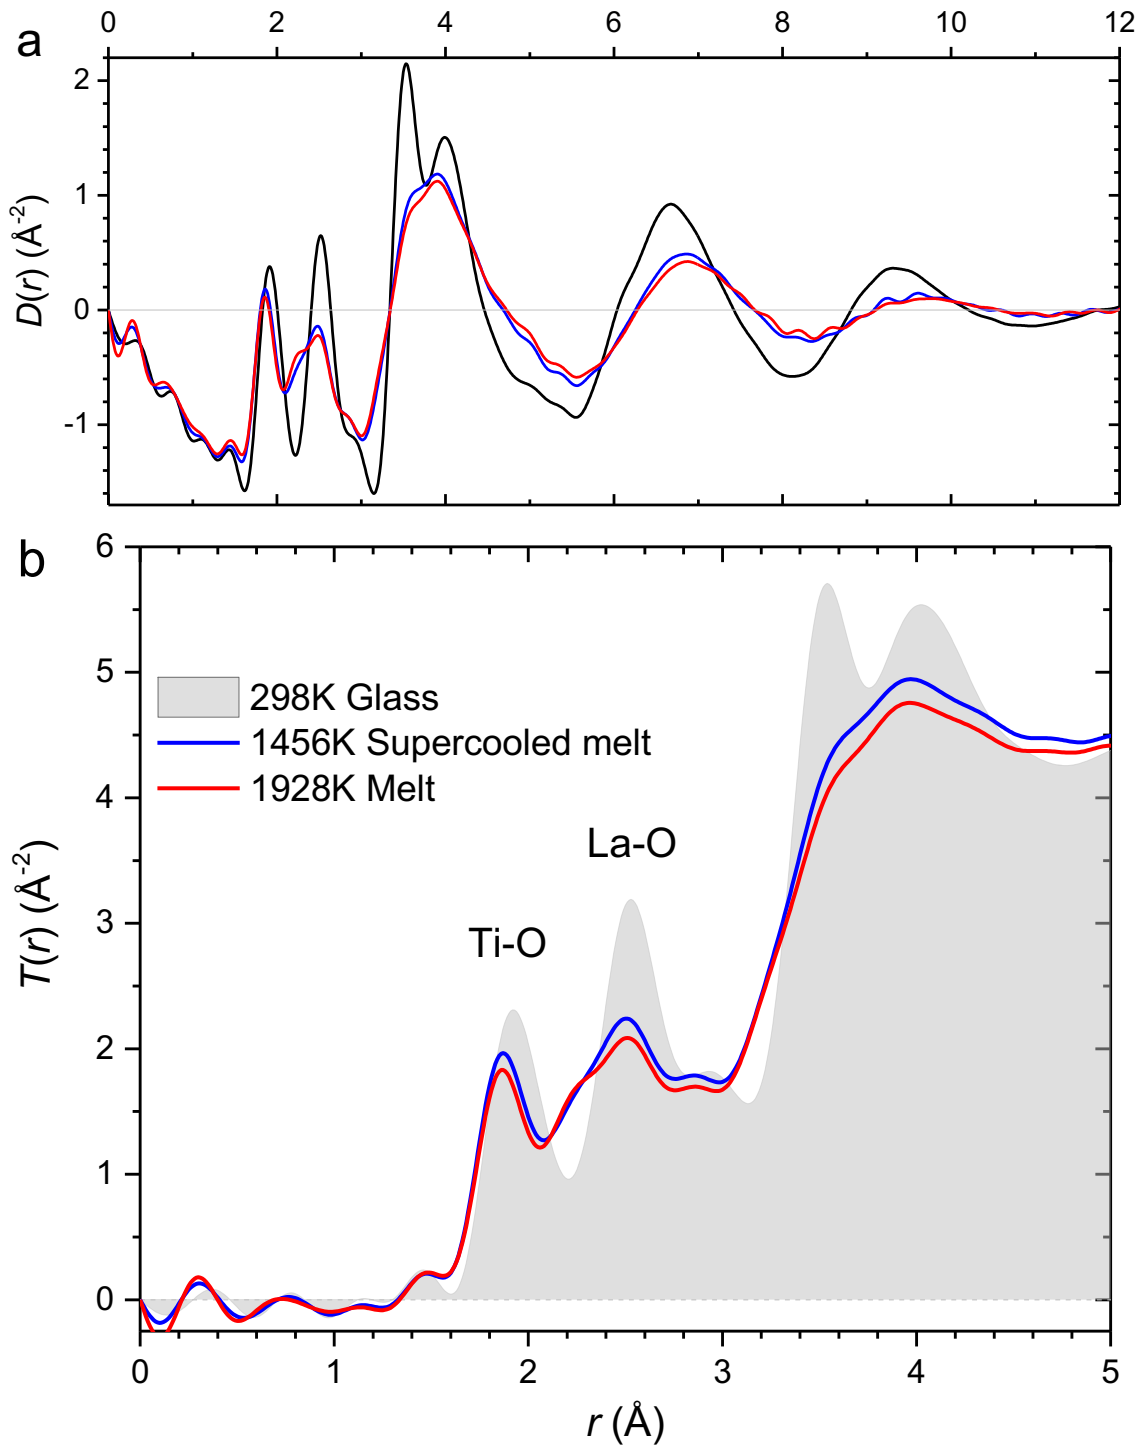 a
0 2 4 6 8 10 12
2
1
0
-1
D(r) (Å⁻²)
b
6
5
4
3
2
1
0
T(r) (Å⁻²)
298K Glass
1456K Supercooled melt
1928K Melt
La-O
Ti-O
0 1 2 3 4 5
r (Å)